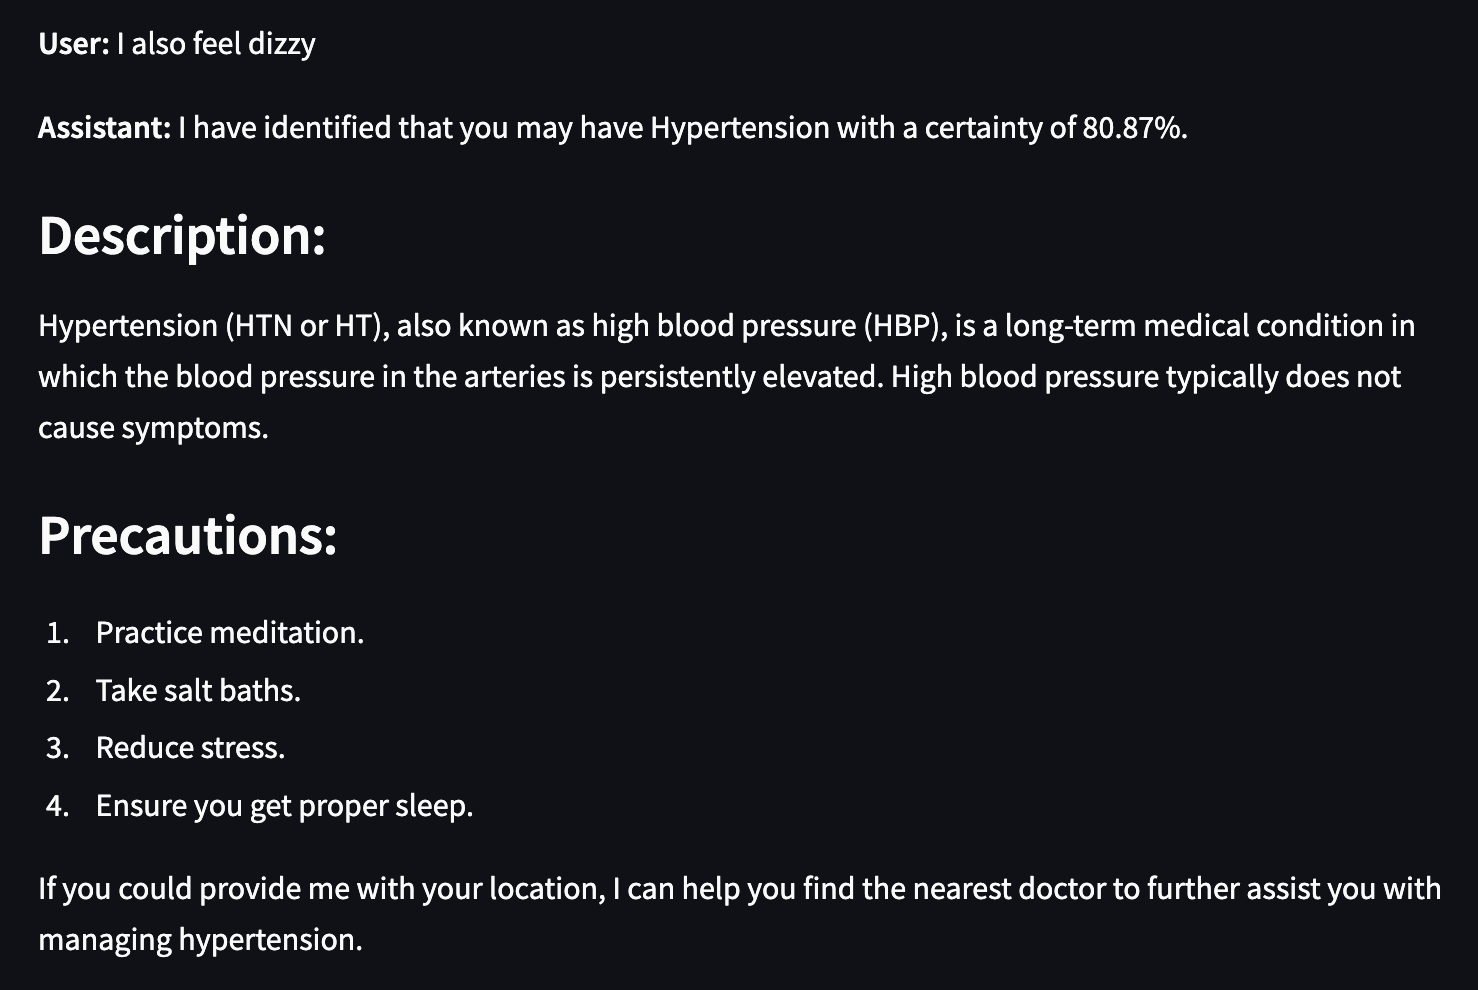 User: I also feel dizzy
Assistant: I have identified that you may have Hypertension with a certainty of 80.87%.
Description:
Hypertension (HTN or HT), also known as high blood pressure (HBP), is a long-term medical condition in
which the blood pressure in the arteries is persistently elevated. High blood pressure typically does not
cause symptoms.
Precautions:
1. Practice meditation.
2. Take salt baths.
3. Reduce stress.
4. Ensure you get proper sleep.
If you could provide me with your location, I can help you find the nearest doctor to further assist you with
managing hypertension.